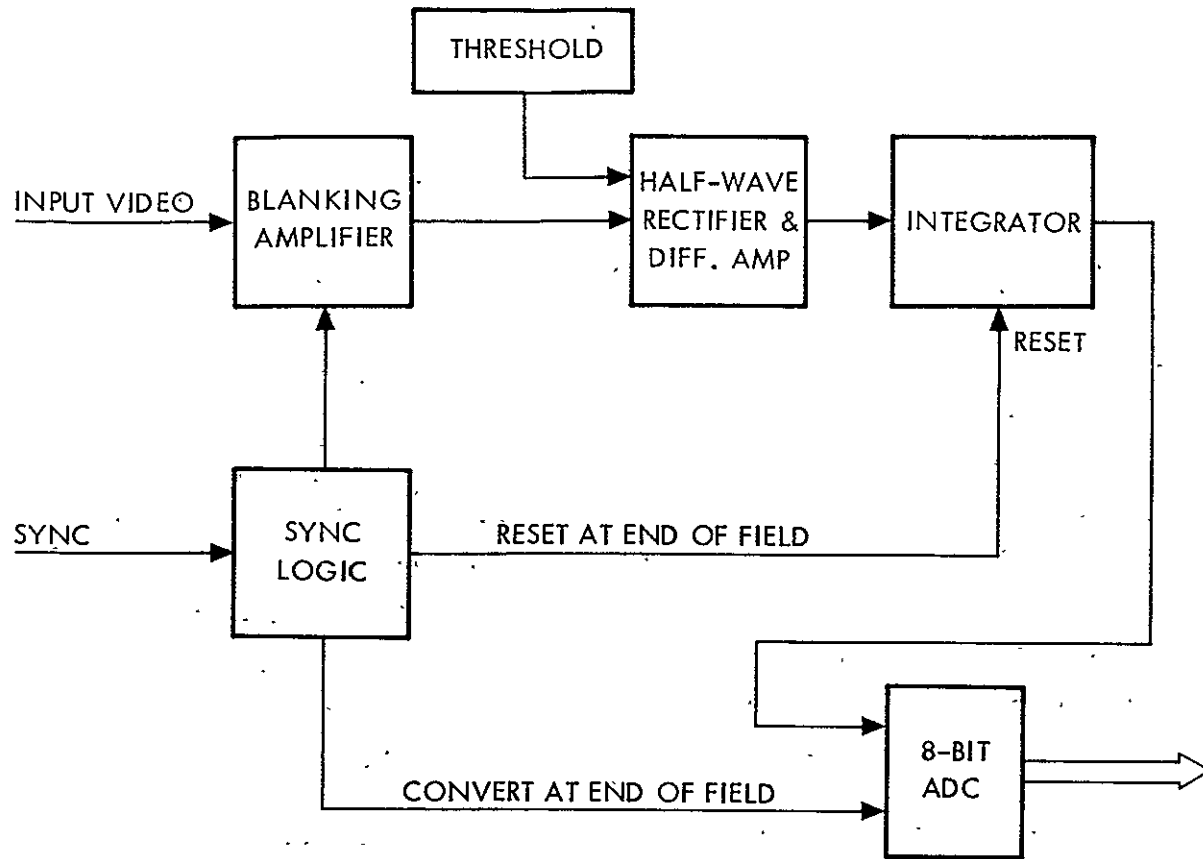 THRESHOLD
INPUT VIDEO
BLANKING
AMPLIFIER
HALF-WAVE
RECTIFIER &
DIFF. AMP
INTEGRATOR
RESET
SYNC
SYNC
LOGIC
RESET AT END OF FIELD
8-BIT
ADC
CONVERT AT END OF FIELD